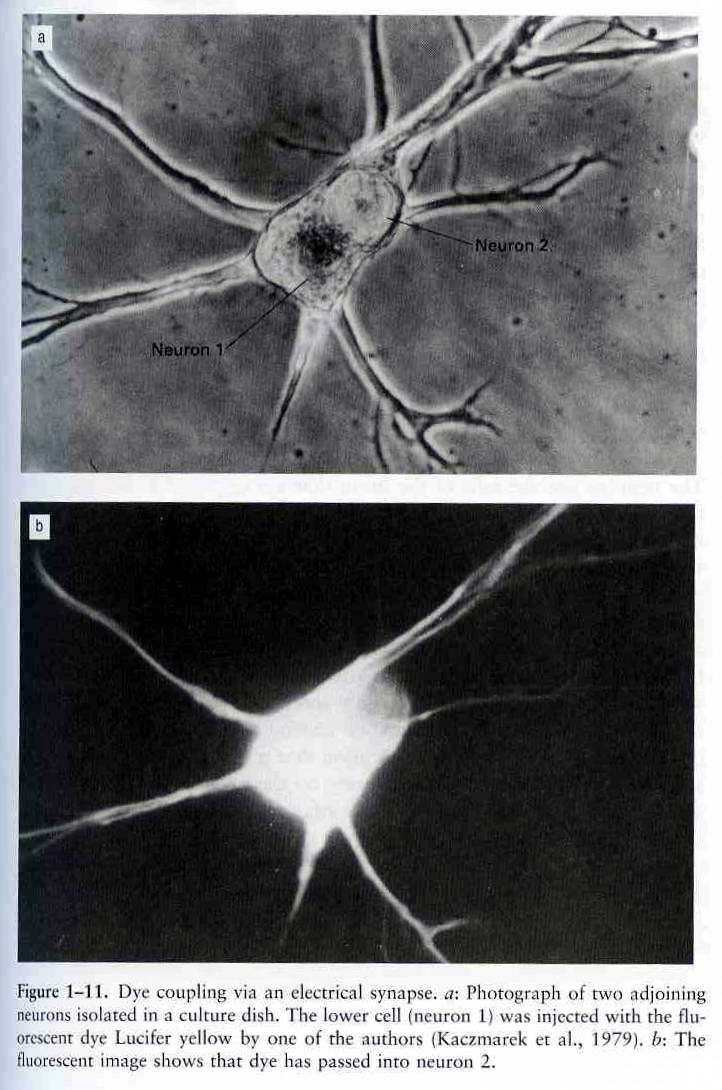 a
Neuron 2
Neuron 1
b
Figure 1–11. Dye coupling via an electrical synapse. a: Photograph of two adjoining
neurons isolated in a culture dish. The lower cell (neuron 1) was injected with the flu-
orescent dye Lucifer yellow by one of the authors (Kaczmarek et al., 1979). b: The
fluorescent image shows that dye has passed into neuron 2.